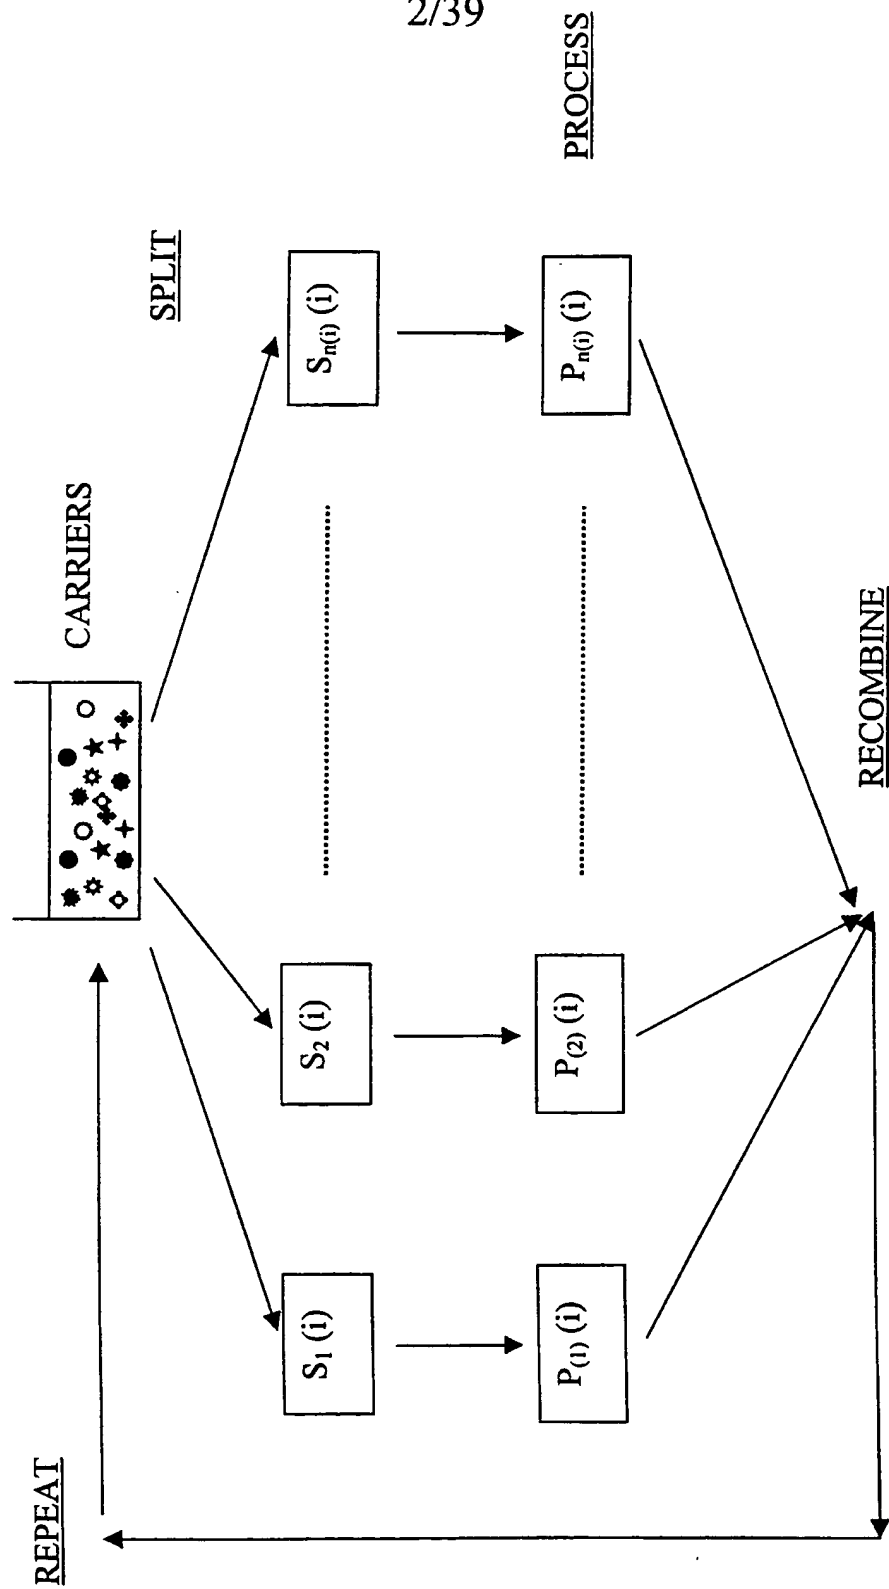 2/39
REPEAT
CARRIERS
SPLIT
S₁ (i)
S₂ (i)
Sₙ₍ᵢ₎ (i)
PROCESS
P₍₁₎ (i)
P₍₂₎ (i)
Pₙ₍ᵢ₎ (i)
RECOMBINE